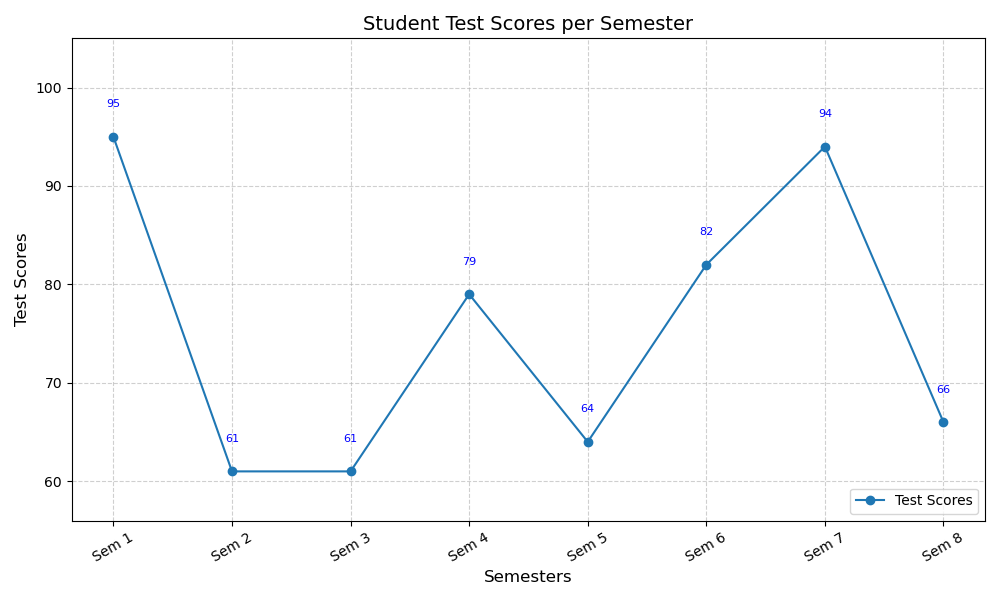 Student Test Scores per Semester
Test Scores
100
90
80
70
60
95
61
61
79
64
82
94
66
Test Scores
Sem 1
Sem 2
Sem 3
Sem 4
Sem 5
Sem 6
Sem 7
Sem 8
Semesters